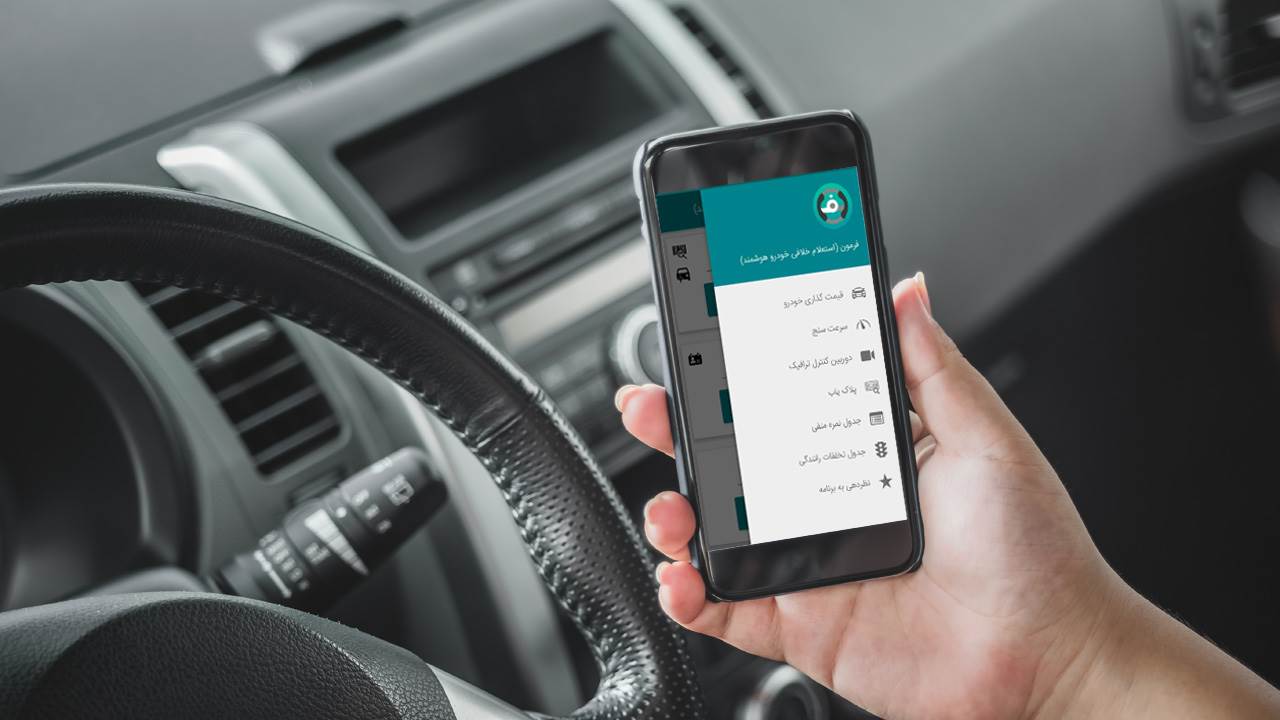 فرمون (استعلام خلافی خودرو هوشمند)
قیمت گذاری خودرو
سرعت سنج
دوربین کنترل ترافیک
پلاک یاب
جدول نمره منفی
جدول تخلفات رانندگی
نظردهی به برنامه